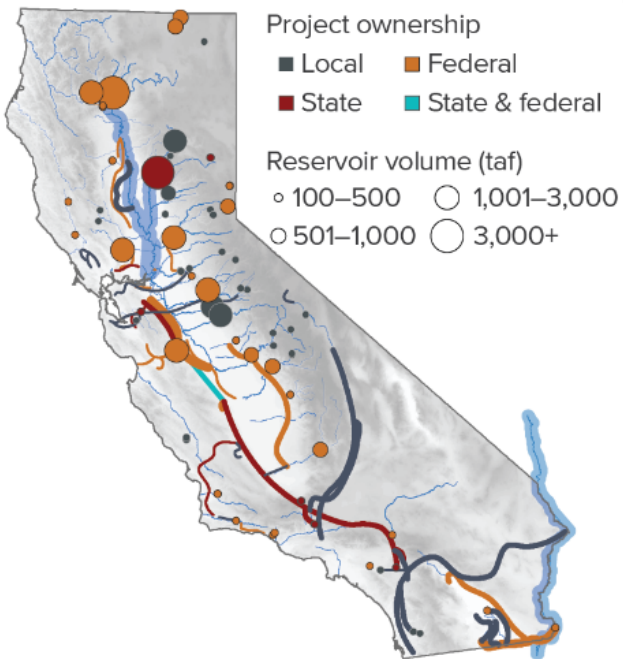 Project ownership
Local Federal
State State & federal
Reservoir volume (taf)
100–500 1,001–3,000
501–1,000 3,000+